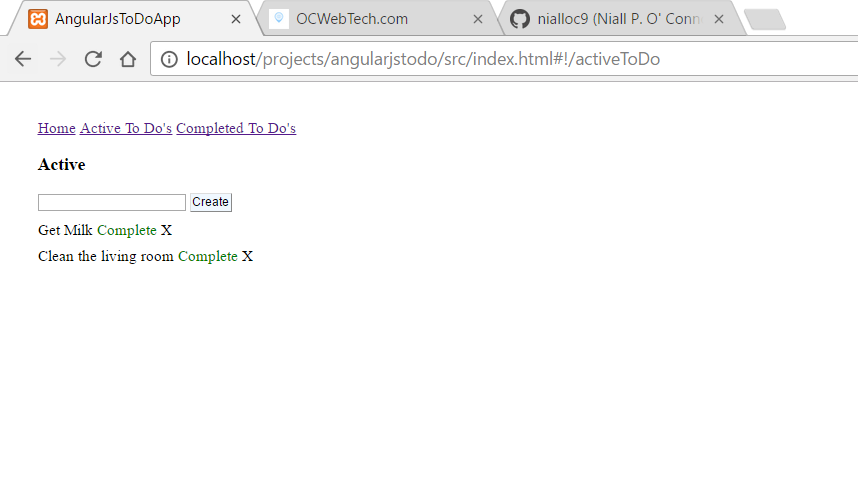 AngularJsToDoApp OCWebTech.com nialloc9 (Niall P. O' Conn
localhost/projects/angularjstodo/src/index.html#!/activeToDo
Home Active To Do's Completed To Do's
Active
Create
Get Milk Complete X
Clean the living room Complete X